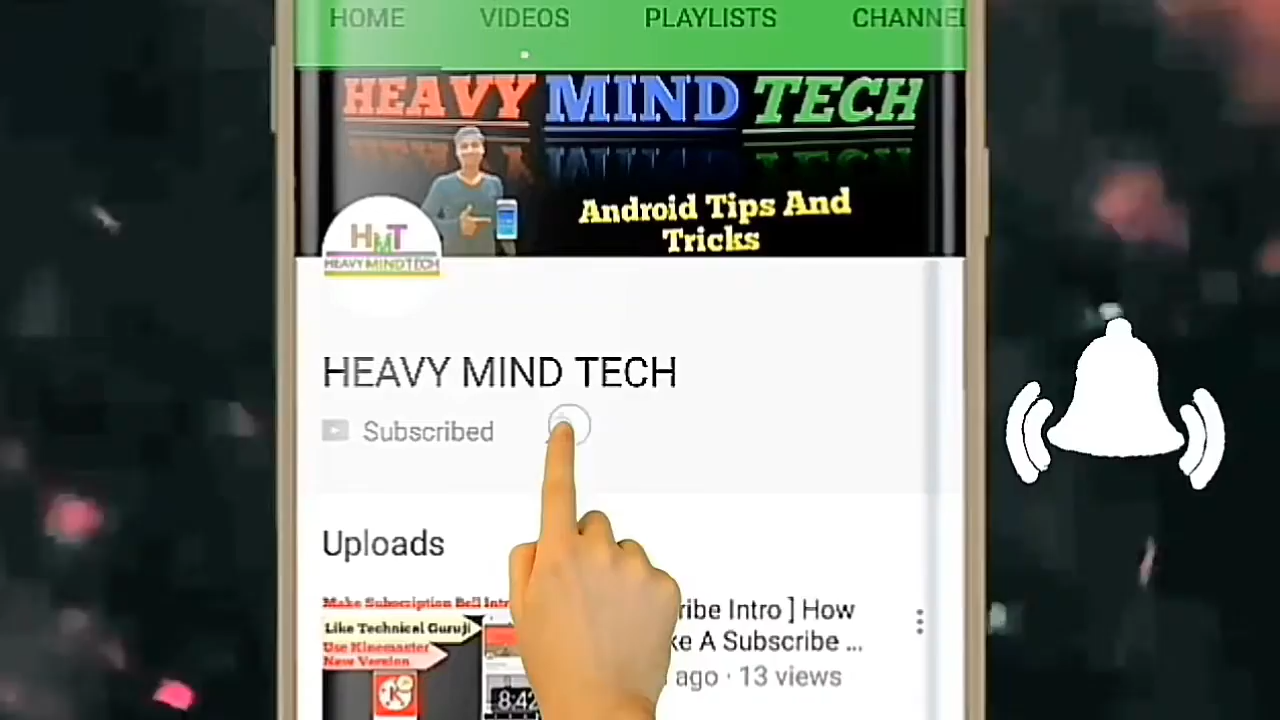 HOME VIDEOS PLAYLISTS CHANNEL
HEAVY MIND TECH
Android Tips And
Tricks
HMT
HEAVY MIND TECH
HEAVY MIND TECH
Subscribed
Uploads
Make Subscription Bell Intr
Like Technical Guruji
Use Kinemaster
New Version
K
8:42
ribe Intro ] How
ke A Subscribe ...
ago · 13 views